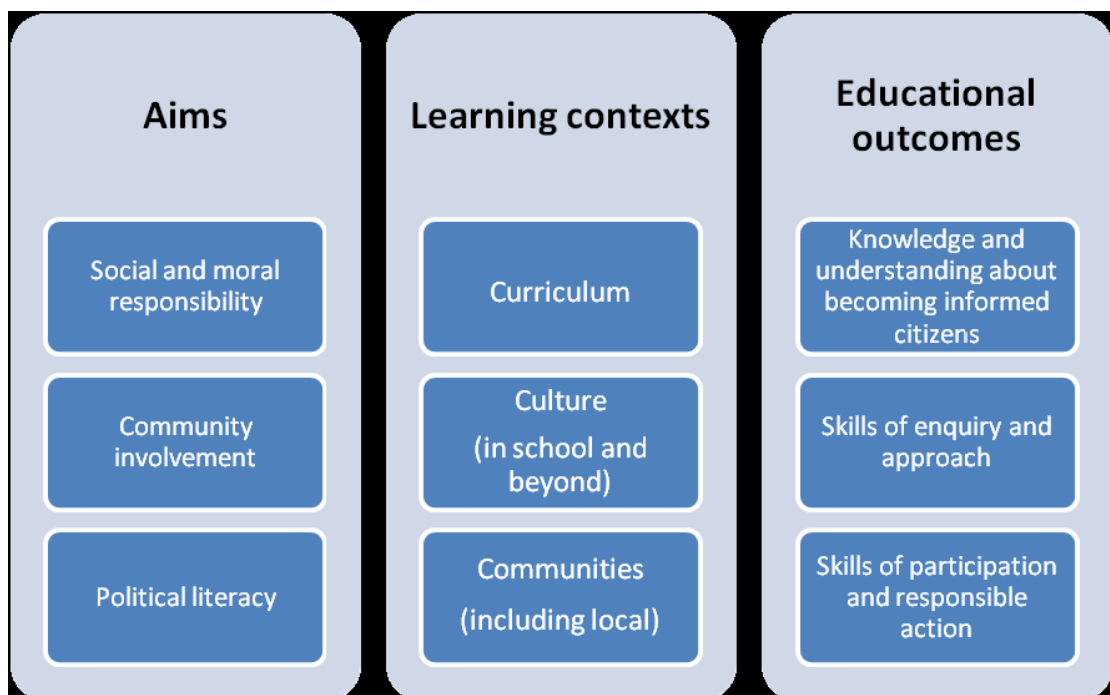 Aims
Social and moral
responsibility
Community
involvement
Political literacy
Learning contexts
Curriculum
Culture
(in school and
beyond)
Communities
(including local)
Educational
outcomes
Knowledge and
understanding about
becoming informed
citizens
Skills of enquiry and
approach
Skills of participation
and responsible
action